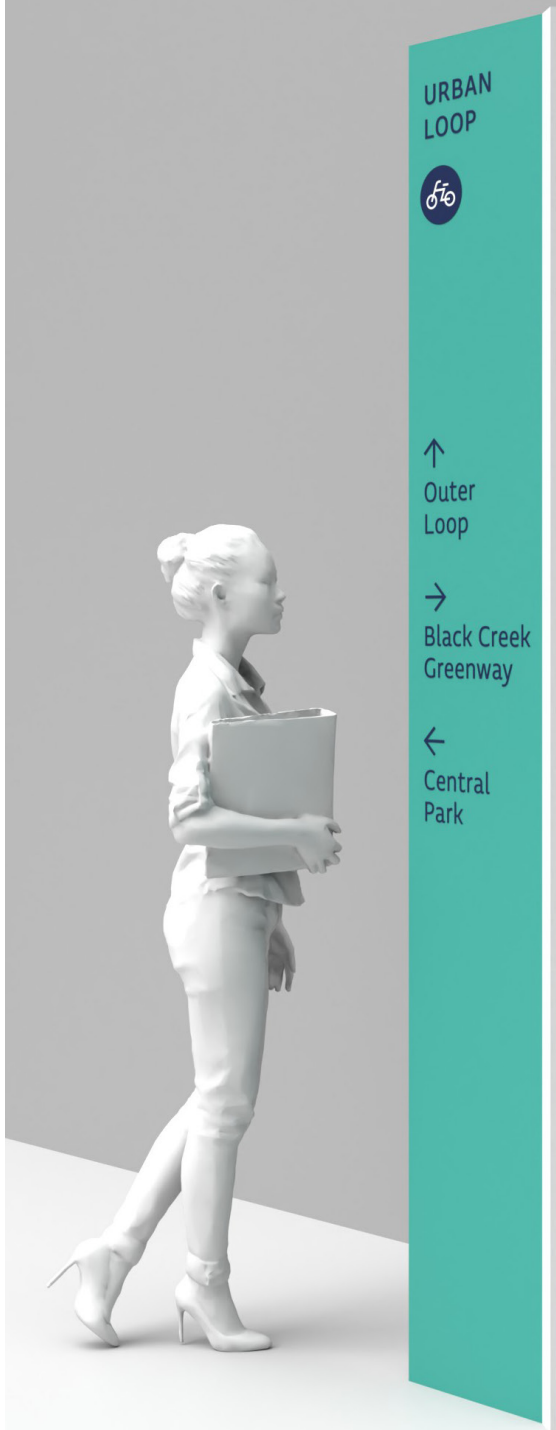 URBAN
LOOP
↑
Outer
Loop
→
Black Creek
Greenway
←
Central
Park